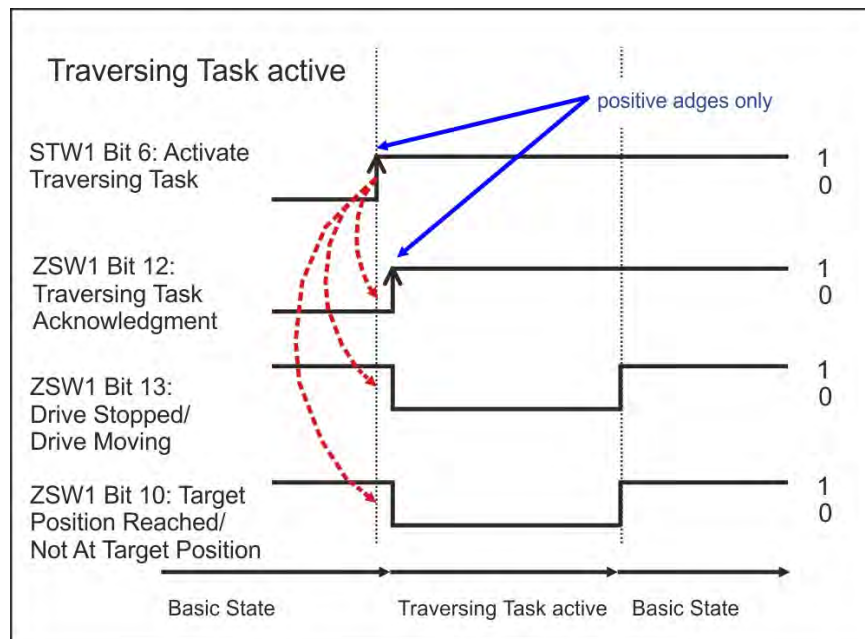 Traversing Task active
positive adges only
STW1 Bit 6: Activate
Traversing Task
1
0
ZSW1 Bit 12:
Traversing Task
Acknowledgment
1
0
ZSW1 Bit 13:
Drive Stopped/
Drive Moving
1
0
ZSW1 Bit 10: Target
Position Reached/
Not At Target Position
1
0
Basic State
Traversing Task active
Basic State